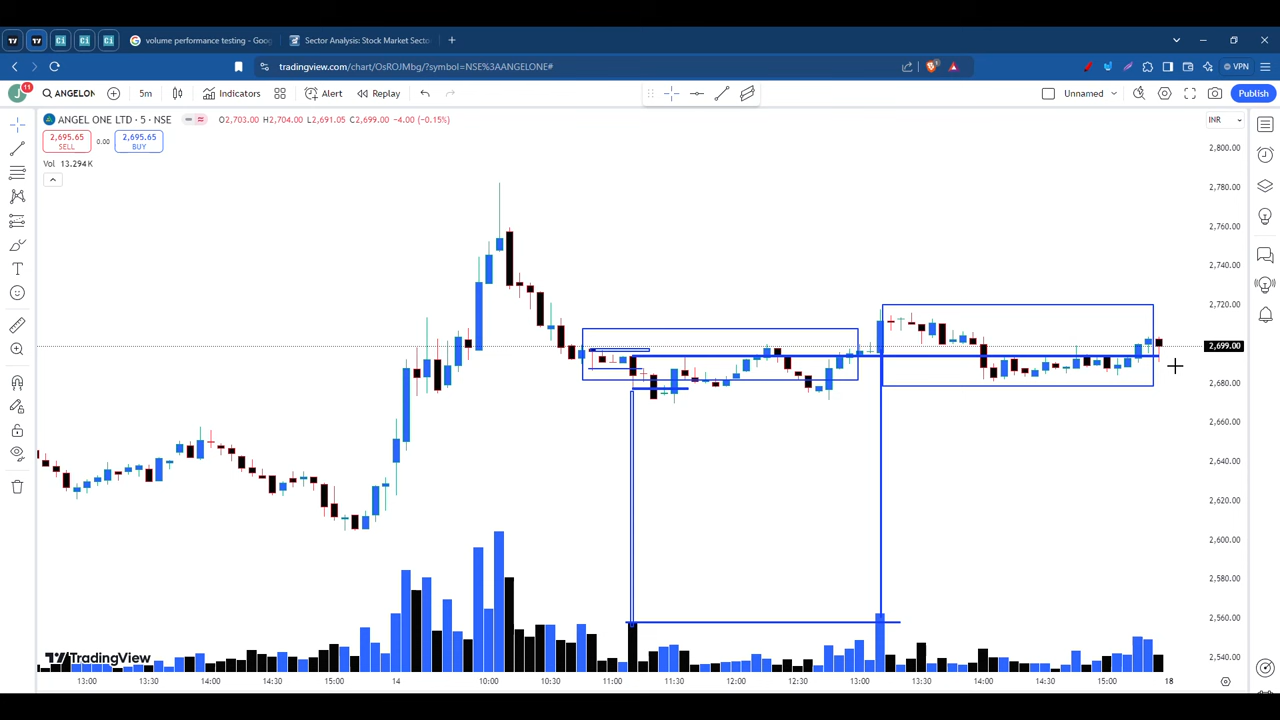 volume performance testing - Goog
Sector Analysis: Stock Market Sector
tradingview.com/chart/OsROJMbg/?symbol=NSE%3AANGELONE#
VPN
J 11 ANGELON 5m Indicators Alert Replay Unnamed Publish
ANGEL ONE LTD · 5 · NSE O2,703.00 H2,704.00 L2,691.05 C2,699.00 -4.00 (-0.15%)
INR
2,695.65 0.00 2,695.65
SELL BUY
Vol 13.294K
2,800.00
2,780.00
2,760.00
2,740.00
2,720.00
2,699.00
2,680.00
2,660.00
2,640.00
2,620.00
2,600.00
2,580.00
2,560.00
2,540.00
TradingView
13:00 13:30 14:00 14:30 15:00 14 10:00 10:30 11:00 11:30 12:00 12:30 13:00 13:30 14:00 14:30 15:00 18